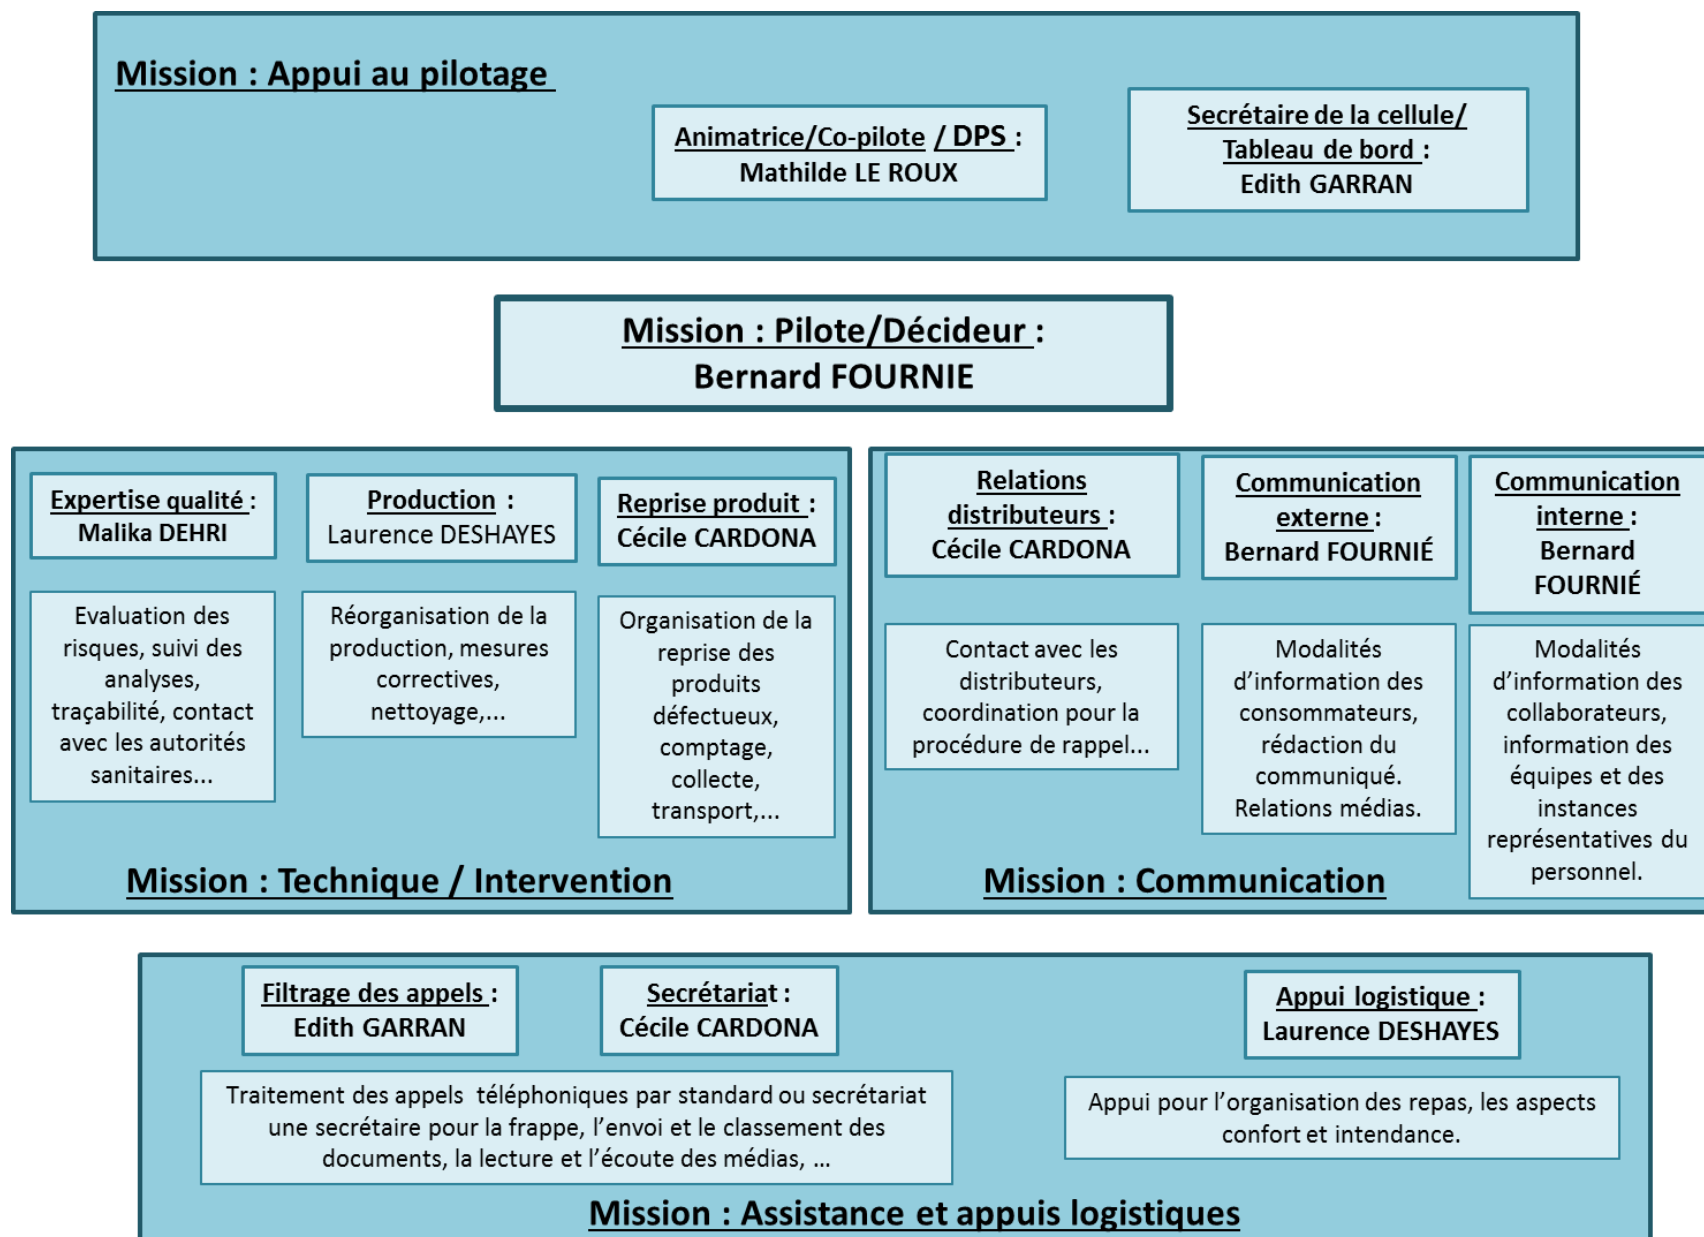 Mission : Appui au pilotage
Animatrice/Co-pilote / DPS :
Mathilde LE ROUX
Secrétaire de la cellule/
Tableau de bord :
Edith GARRAN
Mission : Pilote/Décideur :
Bernard FOURNIE
Expertise qualité :
Malika DEHRI
Evaluation des
risques, suivi des
analyses,
traçabilité, contact
avec les autorités
sanitaires...
Production :
Laurence DESHAYES
Réorganisation de la
production, mesures
correctives,
nettoyage,...
Reprise produit :
Cécile CARDONA
Organisation de la
reprise des
produits
défectueux,
comptage,
collecte,
transport,...
Mission : Technique / Intervention
Relations
distributeurs :
Cécile CARDONA
Contact avec les
distributeurs,
coordination pour la
procédure de rappel...
Communication
externe :
Bernard FOURNIÉ
Modalités
d’information des
consommateurs,
rédaction du
communiqué.
Relations médias.
Communication
interne :
Bernard
FOURNIÉ
Modalités
d’information des
collaborateurs,
information des
équipes et des
instances
représentatives du
personnel.
Mission : Communication
Filtrage des appels :
Edith GARRAN
Secrétariat :
Cécile CARDONA
Traitement des appels téléphoniques par standard ou secrétariat
une secrétaire pour la frappe, l’envoi et le classement des
documents, la lecture et l’écoute des médias, ...
Appui logistique :
Laurence DESHAYES
Appui pour l’organisation des repas, les aspects
confort et intendance.
Mission : Assistance et appuis logistiques